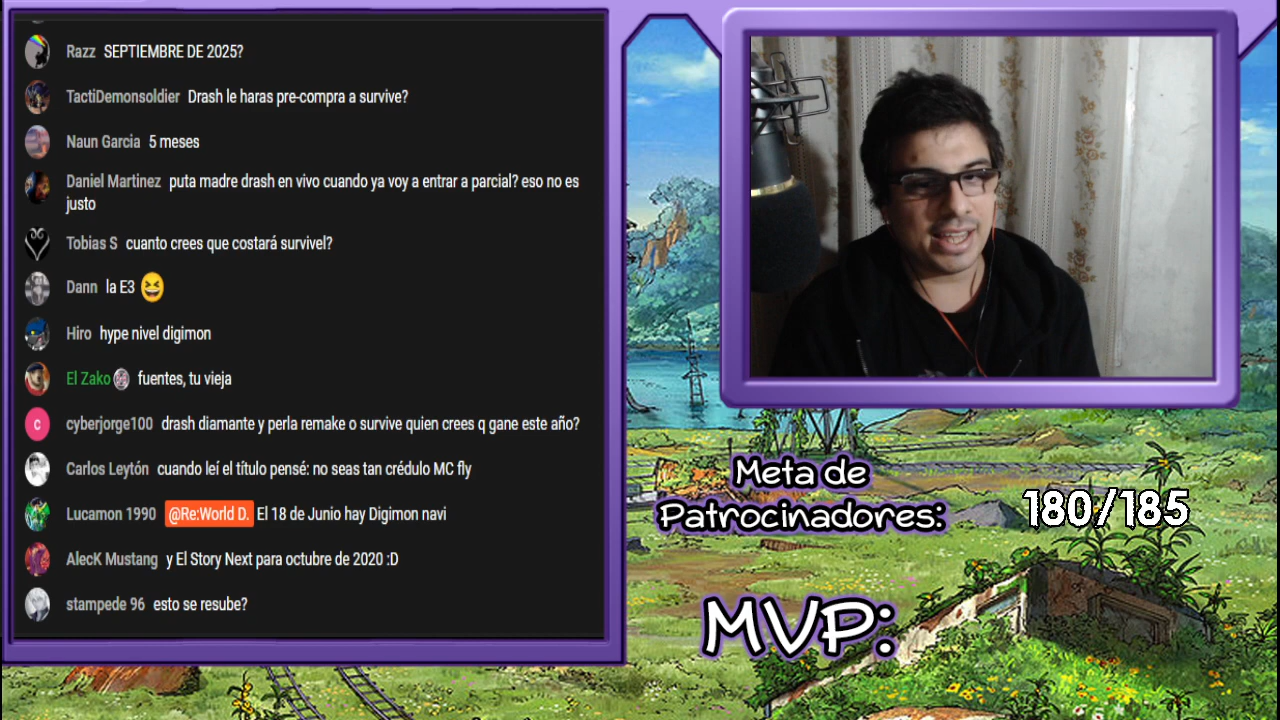 Razz SEPTIEMBRE DE 2025?
TactiDemonsoldier Drash le haras pre-compra a survive?
Naun Garcia 5 meses
Daniel Martinez puta madre drash en vivo cuando ya voy a entrar a parcial? eso no es
justo
Tobias S cuanto crees que costará survivel?
Dann la E3 😆
Hiro hype nivel digimon
El Zako fuentes, tu vieja
C cyberjorge100 drash diamante y perla remake o survive quien crees q gane este año?
Carlos Leytón cuando leí el título pensé: no seas tan crédulo MC fly
Lucamon 1990 @Re:World D. El 18 de Junio hay Digimon navi
AlecK Mustang y El Story Next para octubre de 2020 :D
stampede 96 esto se resube?
Meta de
Patrocinadores:
180/185
MVP: